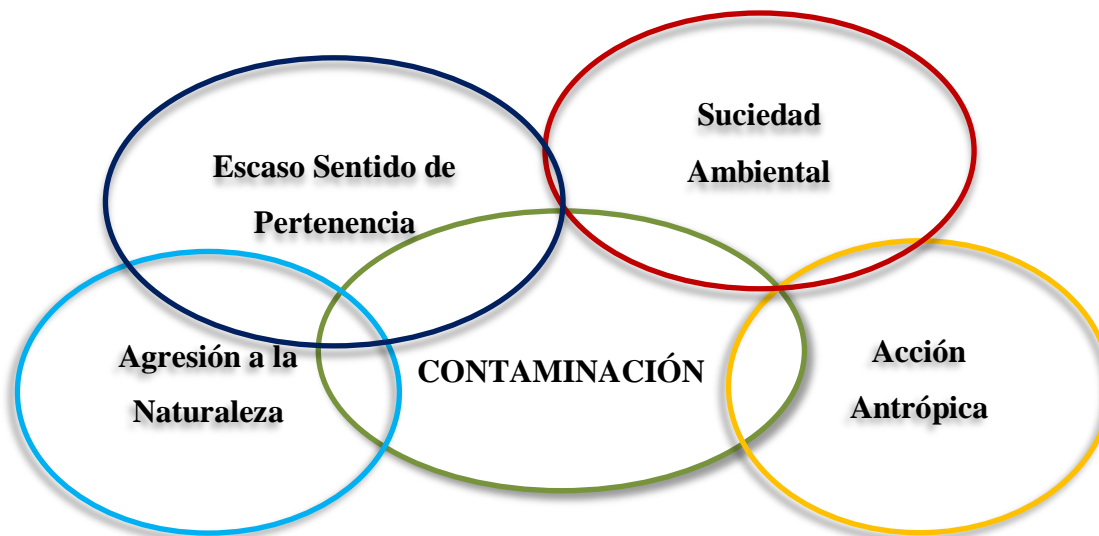 Suciedad
Ambiental
Escaso Sentido de
Pertenencia
Agresión a la
Naturaleza
CONTAMINACIÓN
Acción
Antrópica